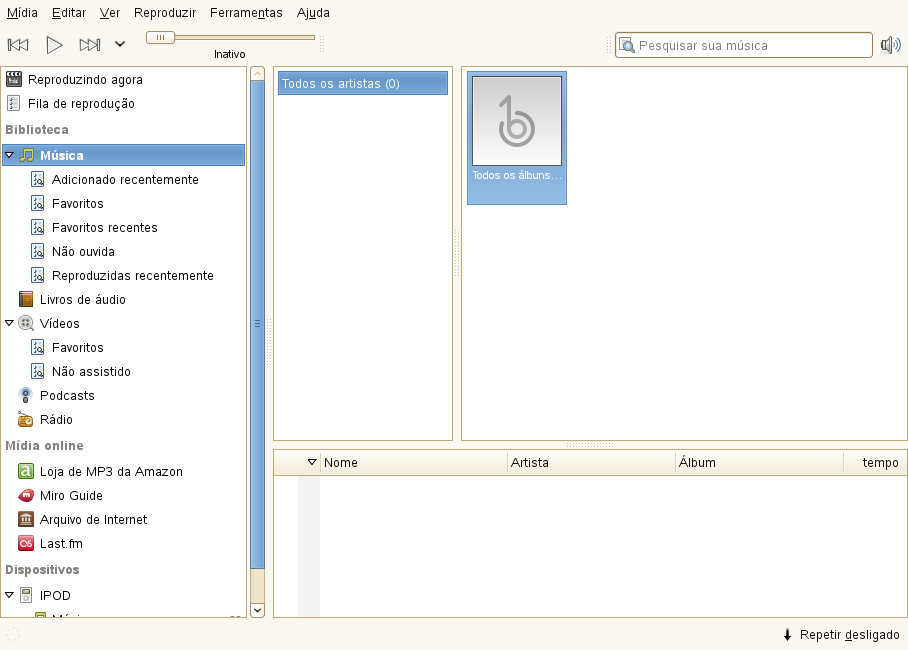 Mídia Editar Ver Reproduzir Ferramentas Ajuda
Inativo
Pesquisar sua música
Reproduzindo agora
Fila de reprodução
Biblioteca
Música
Adicionado recentemente
Favoritos
Favoritos recentes
Não ouvida
Reproduzidas recentemente
Livros de áudio
Vídeos
Favoritos
Não assistido
Podcasts
Rádio
Mídia online
Loja de MP3 da Amazon
Miro Guide
Arquivo de Internet
Last.fm
Dispositivos
IPOD
Todos os artistas (0)
Todos os álbuns...
Nome Artista Álbum tempo
Repetir desligado